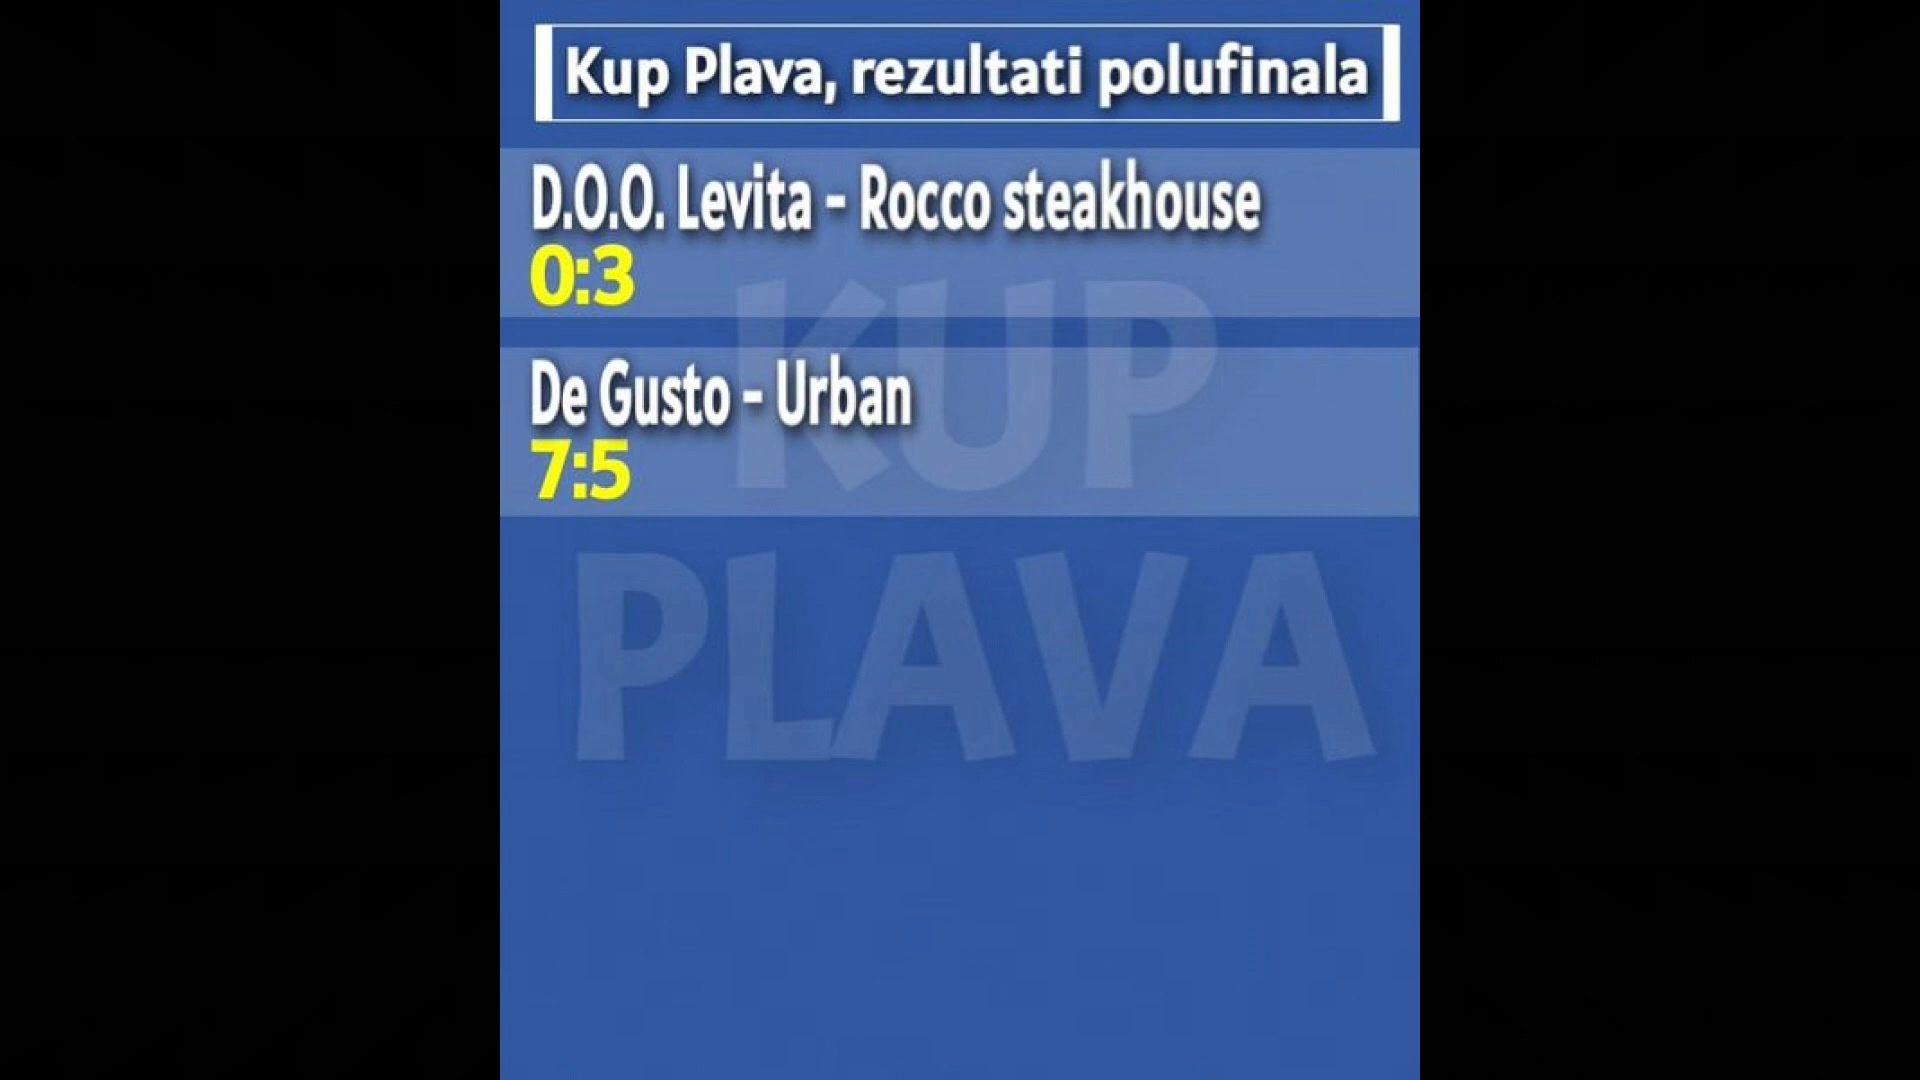 Kup Plava, rezultati polufinala
D.O.O. Levita - Rocco steakhouse
0:3
De Gusto - Urban
7:5
KUP
PLAVA